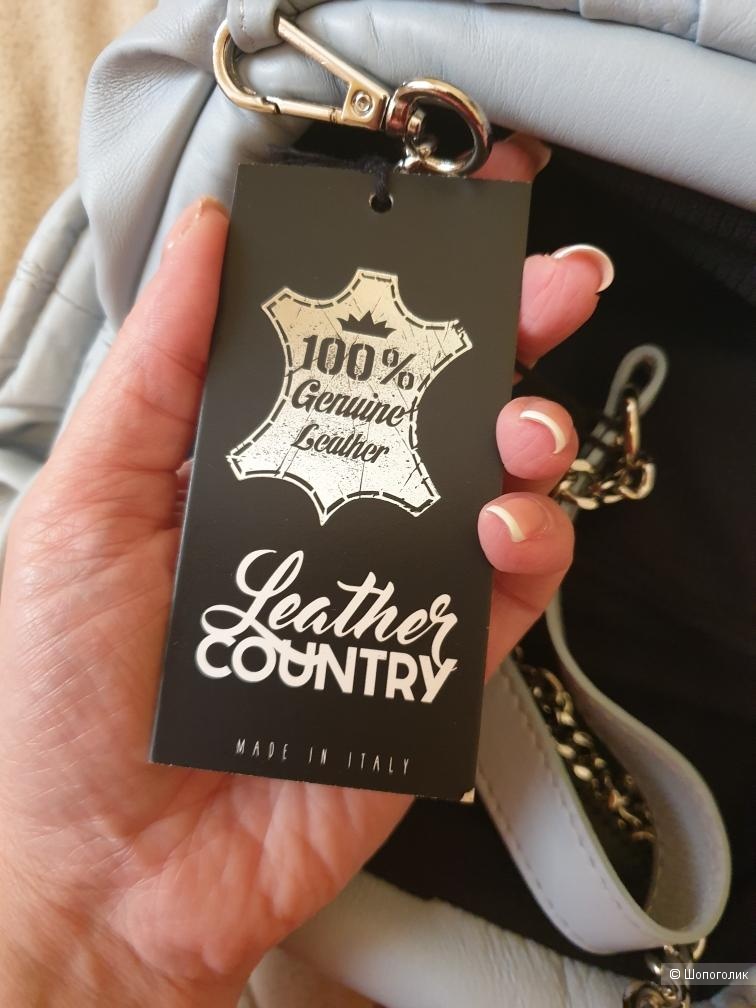 100%
Genuine
Leather
Leather
COUNTRY
MADE IN ITALY
© Шопоголик